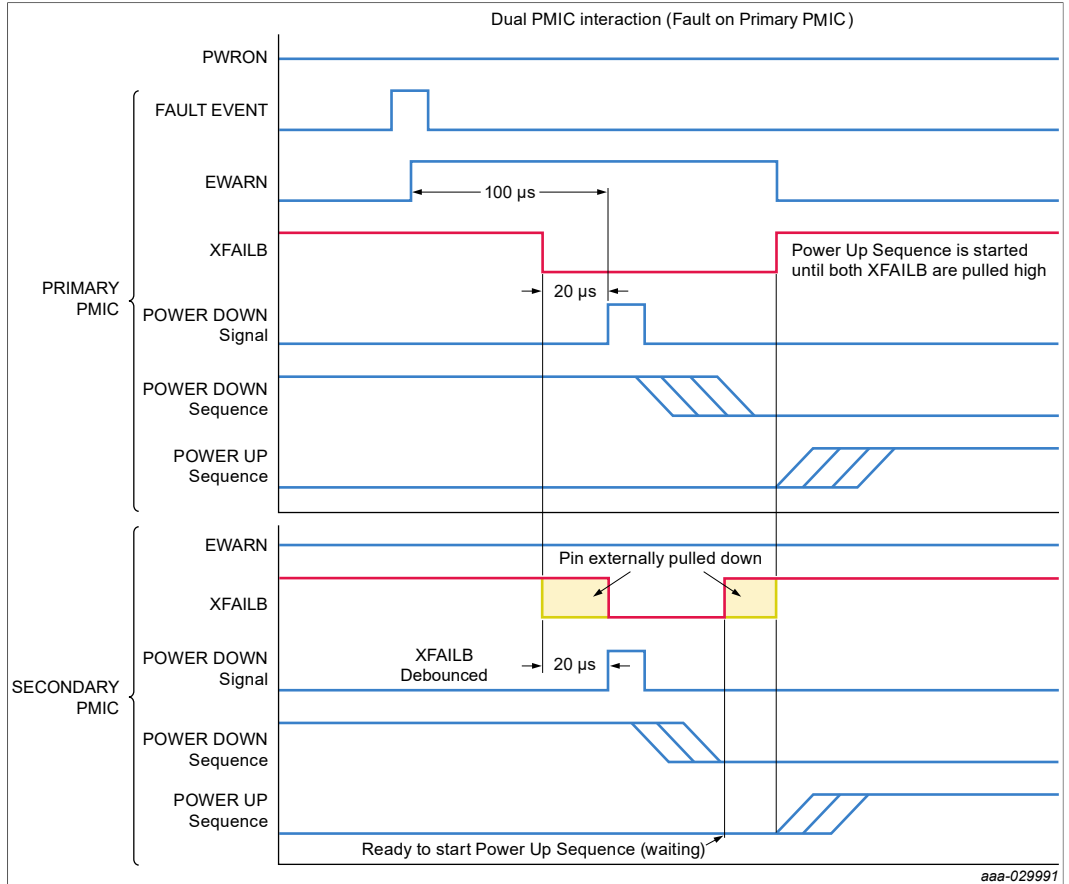 Dual PMIC interaction (Fault on Primary PMIC)
PWRON
FAULT EVENT
EWARN
100 µs
XFAILB
Power Up Sequence is started
until both XFAILB are pulled high
PRIMARY
PMIC
20 µs
POWER DOWN
Signal
POWER DOWN
Sequence
POWER UP
Sequence
EWARN
Pin externally pulled down
XFAILB
POWER DOWN
Signal
XFAILB
Debounced
20 µs
SECONDARY
PMIC
POWER DOWN
Sequence
POWER UP
Sequence
Ready to start Power Up Sequence (waiting)
aaa-029991